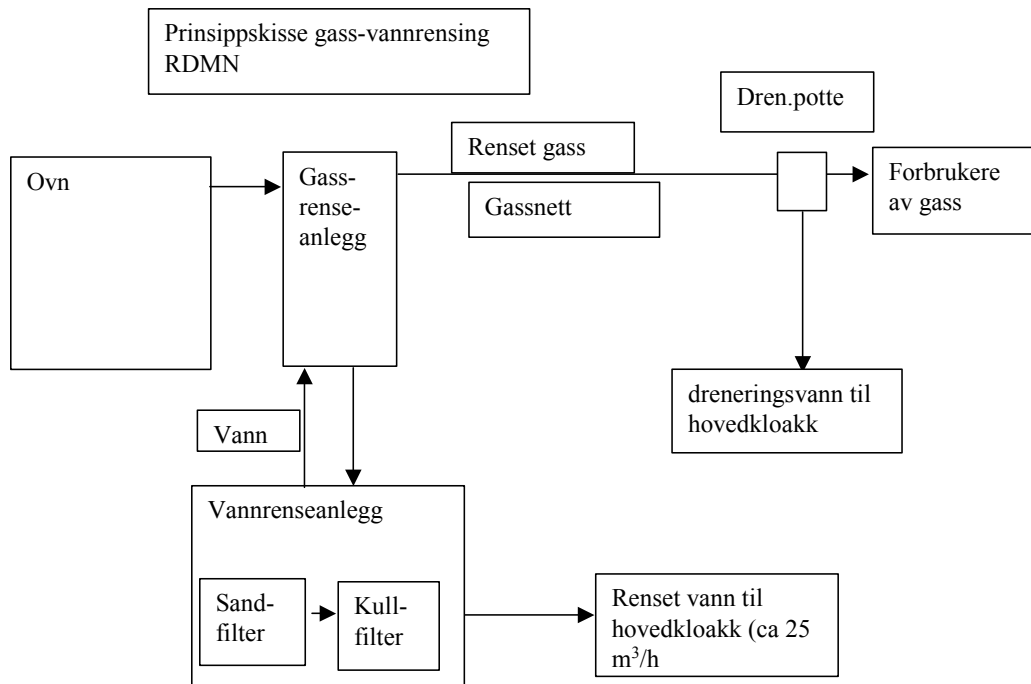 Prinsippskisse gass-vannrensing
RDMN
Dren.potte
Renset gass
Ovn
Gass-
rense-
anlegg
Forbrukere
av gass
Gassnett
dreneringsvann til
hovedkloakk
Vann
Vannrenseanlegg
Sand-
filter
Kull-
filter
Renset vann til
hovedkloakk (ca 25
m³/h